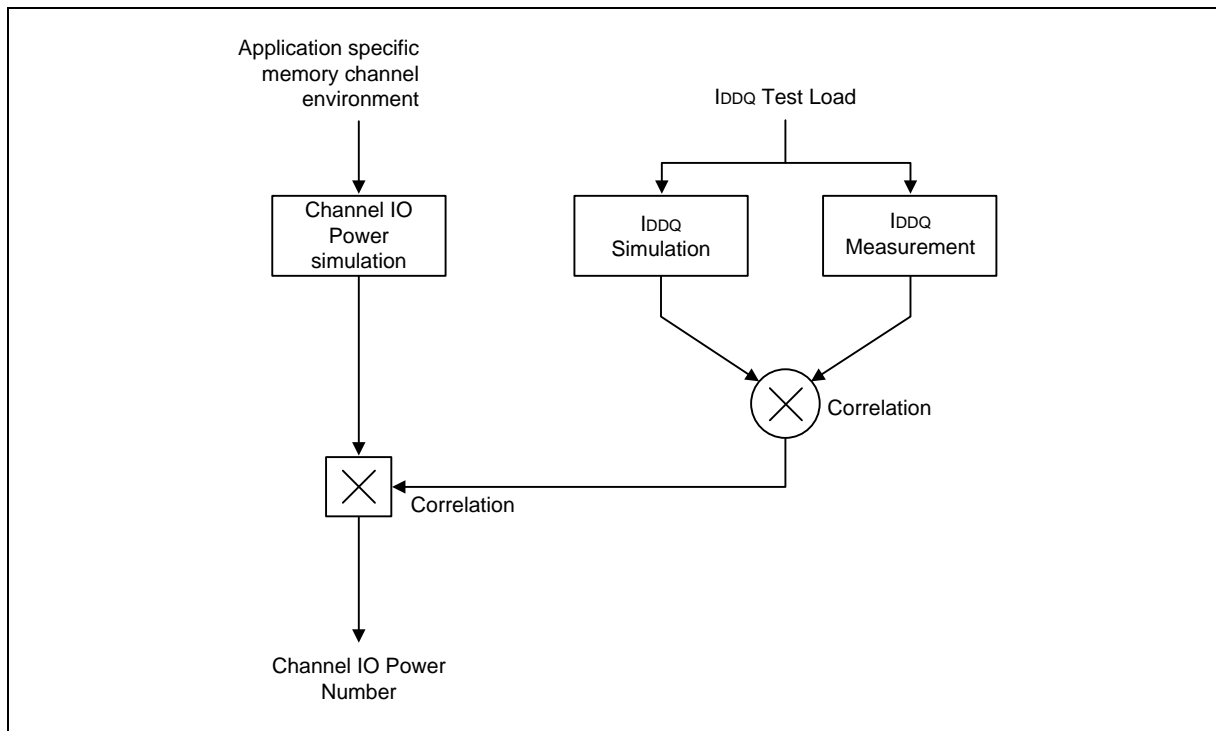 Application specific
memory channel
environment
IDDQ Test Load
Channel IO
Power
simulation
IDDQ
Simulation
IDDQ
Measurement
Correlation
Correlation
Channel IO Power
Number